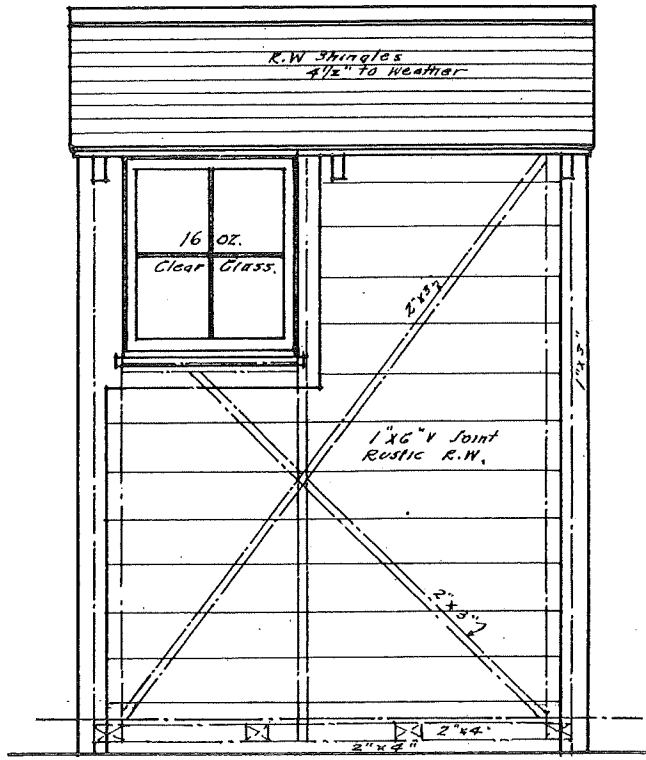 R.W Shingles
4½" to weather
16 oz.
Clear Glass.
2"x3"
1"x5"
1"x6" V Joint
Rustic R.W.
2"x3"
2"x4"
2"x4"